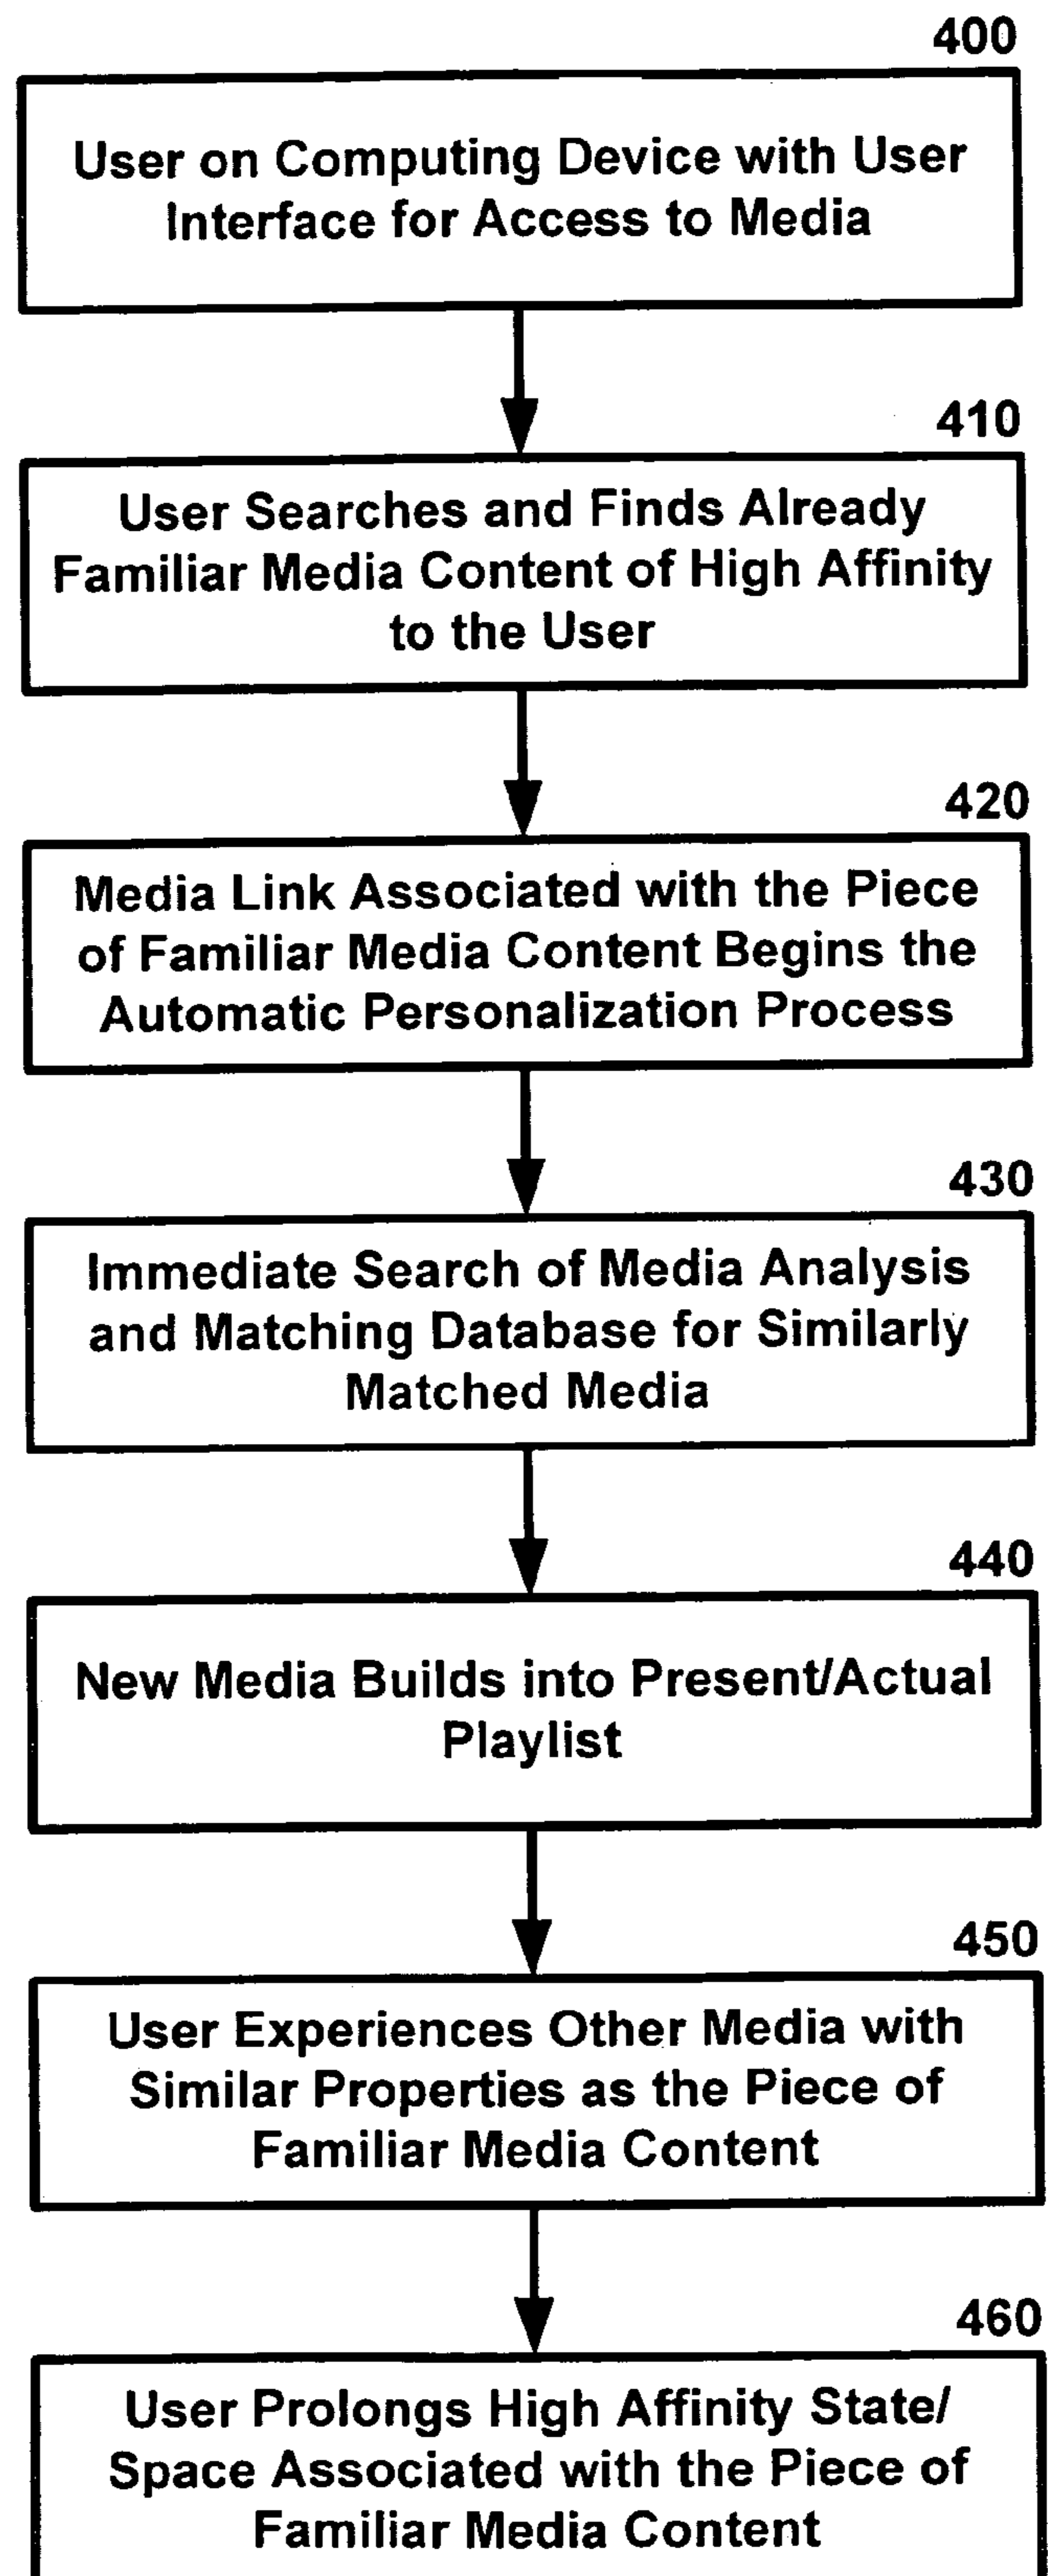 400
User on Computing Device with User
Interface for Access to Media
410
User Searches and Finds Already
Familiar Media Content of High Affinity
to the User
420
Media Link Associated with the Piece
of Familiar Media Content Begins the
Automatic Personalization Process
430
Immediate Search of Media Analysis
and Matching Database for Similarly
Matched Media
440
New Media Builds into Present/Actual
Playlist
450
User Experiences Other Media with
Similar Properties as the Piece of
Familiar Media Content
460
User Prolongs High Affinity State/
Space Associated with the Piece of
Familiar Media Content